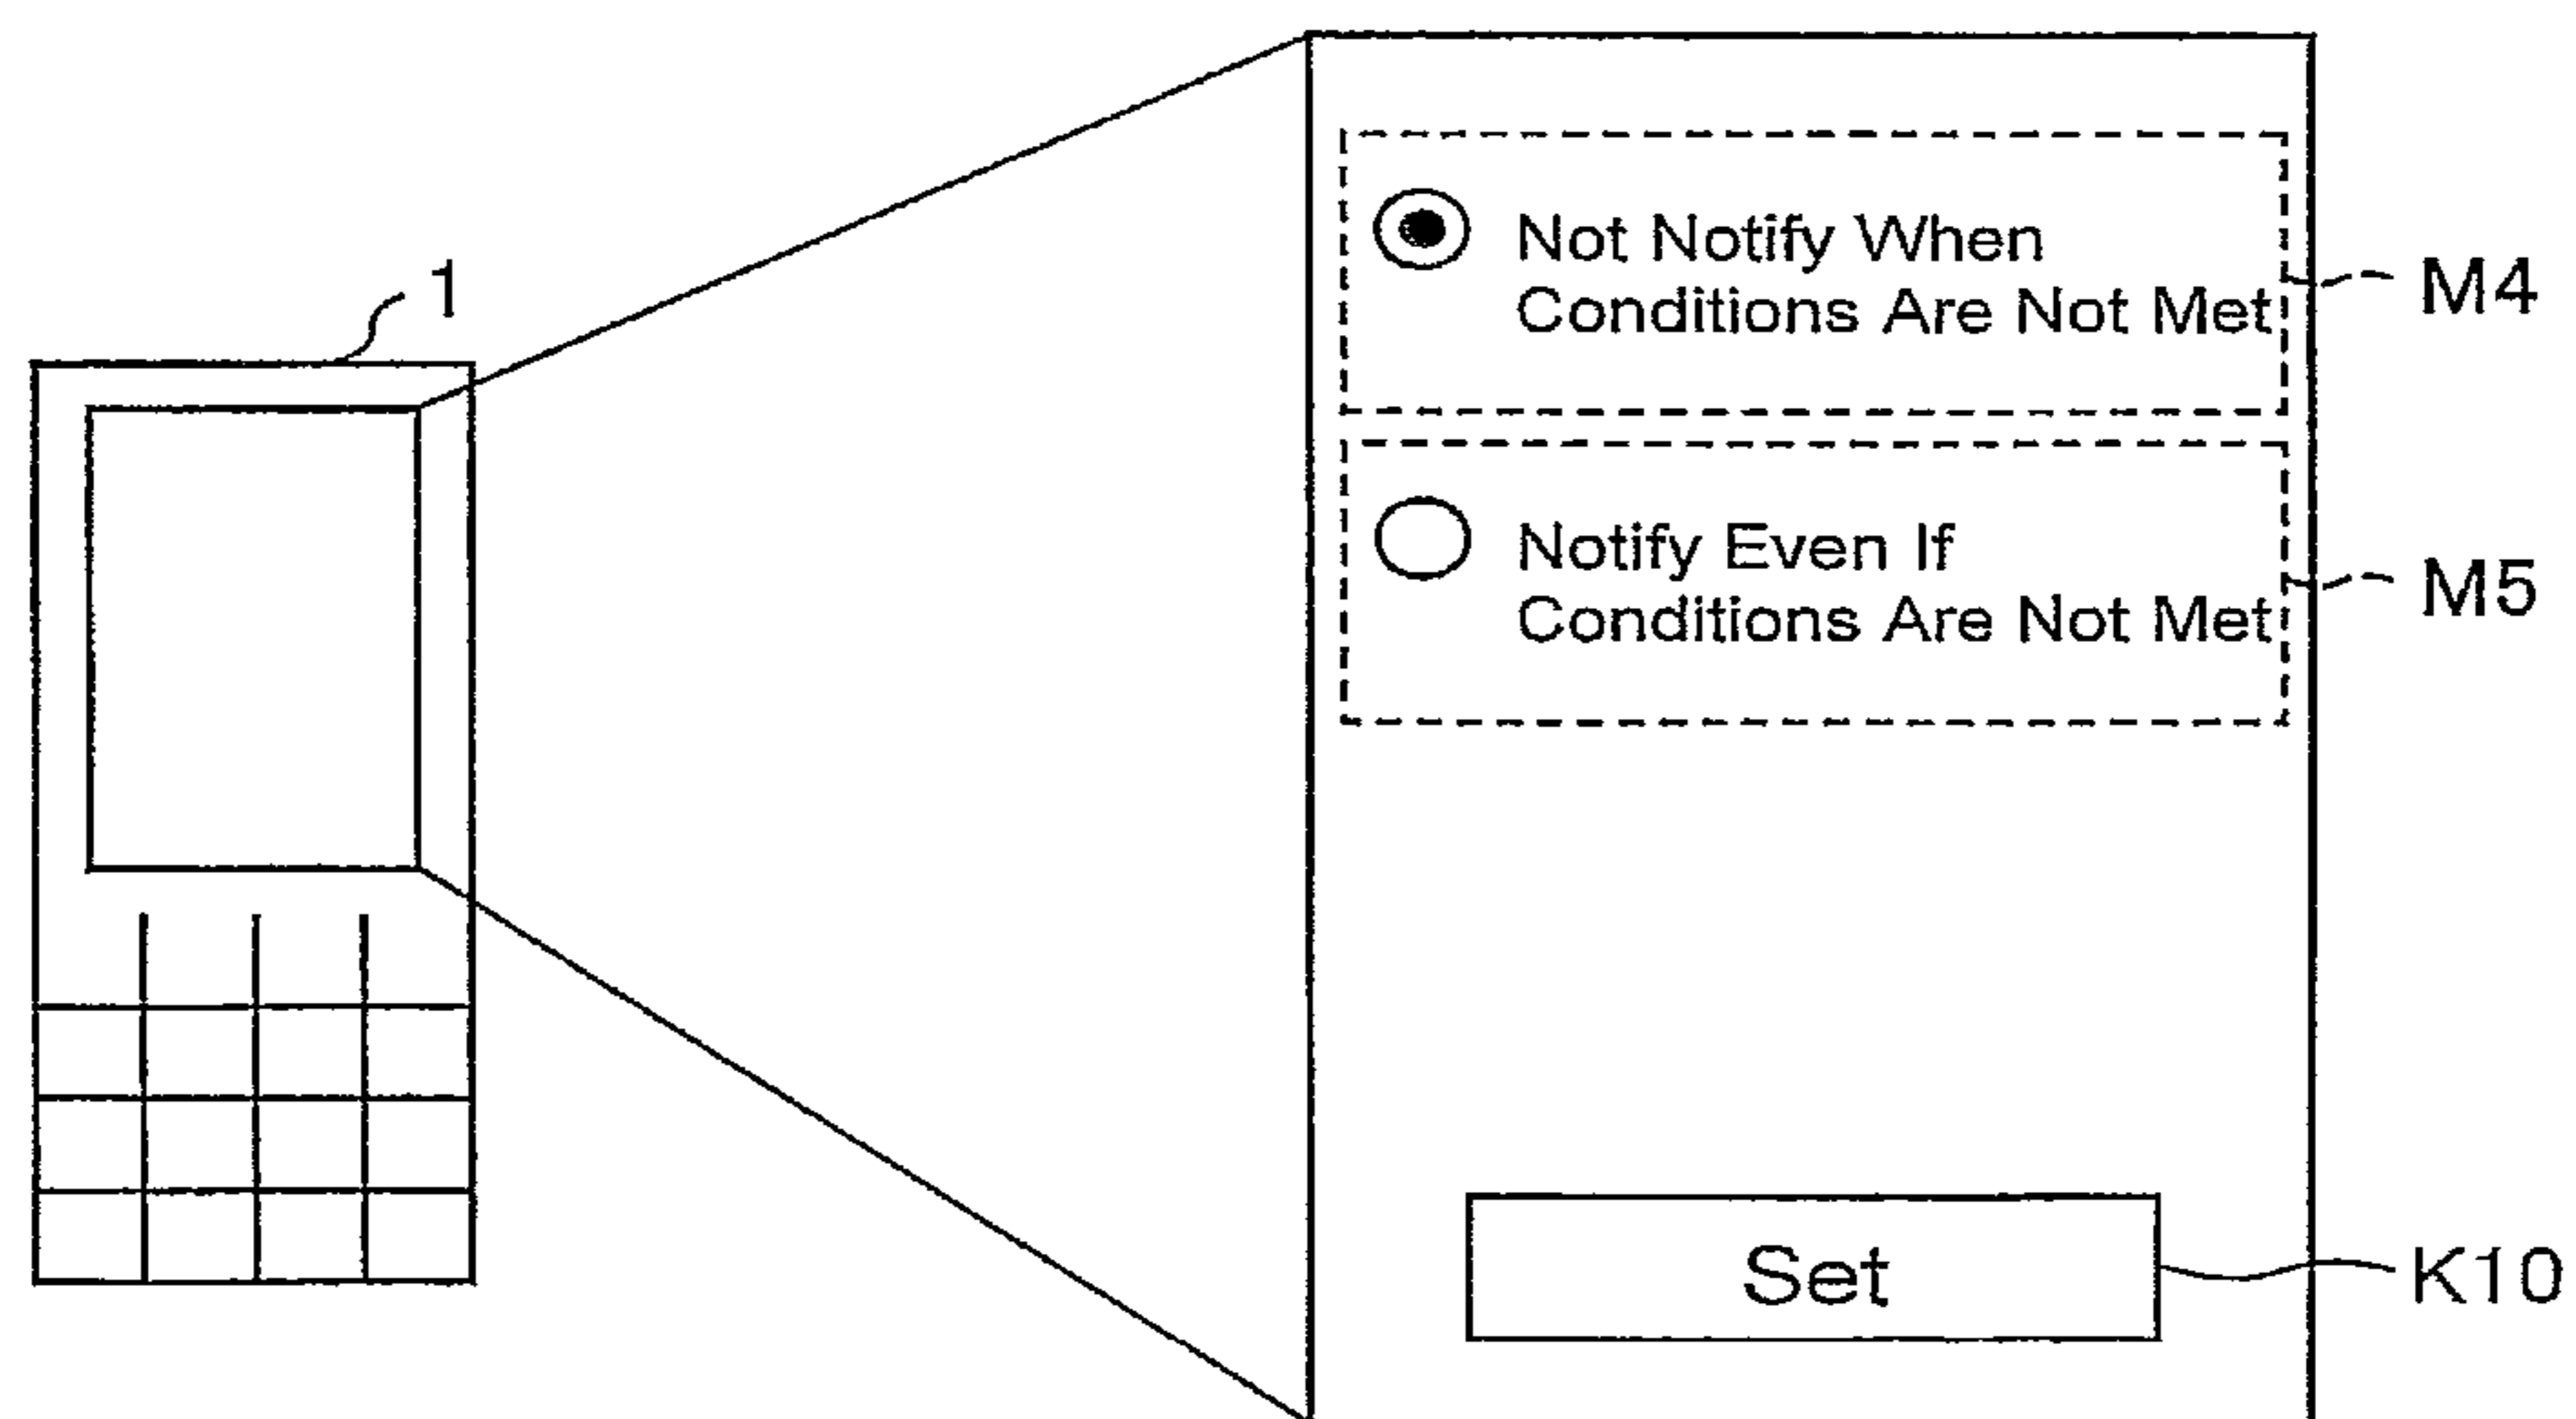 1
Not Notify When
Conditions Are Not Met
M4
Notify Even If
Conditions Are Not Met
M5
Set
K10